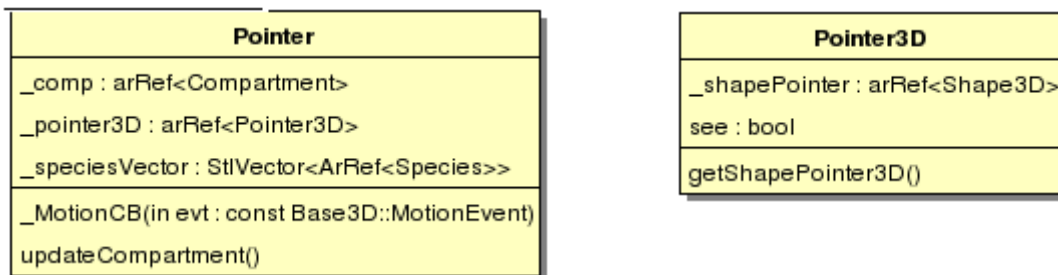 Pointer
_comp : arRef<Compartment>
_pointer3D : arRef<Pointer3D>
_speciesVector : StlVector<ArRef<Species>>
_MotionCB(in evt : const Base3D::MotionEvent)
updateCompartment()
Pointer3D
_shapePointer : arRef<Shape3D>
see : bool
getShapePointer3D()